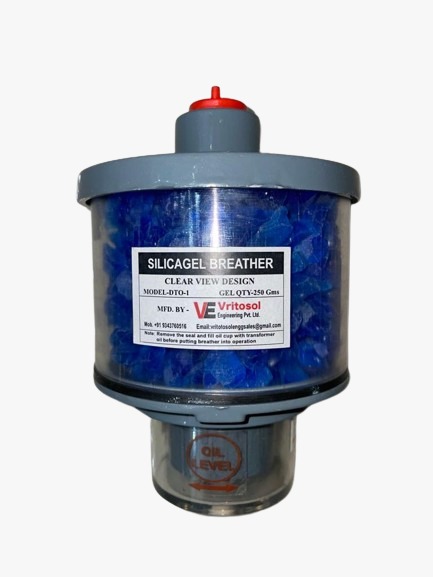 SILICAGEL BREATHER
CLEAR VIEW DESIGN
MODEL-DTO-1 GEL QTY-250 Gms
MFD. BY - VE Vritosol
Engineering Pvt. Ltd.
Mob. +91.9343760516 Email:vritotosolenggsales@gmail.com
Note: Remove the seal and fill oil cup with transformer
oil before putting breather into operation
OIL
LEVEL